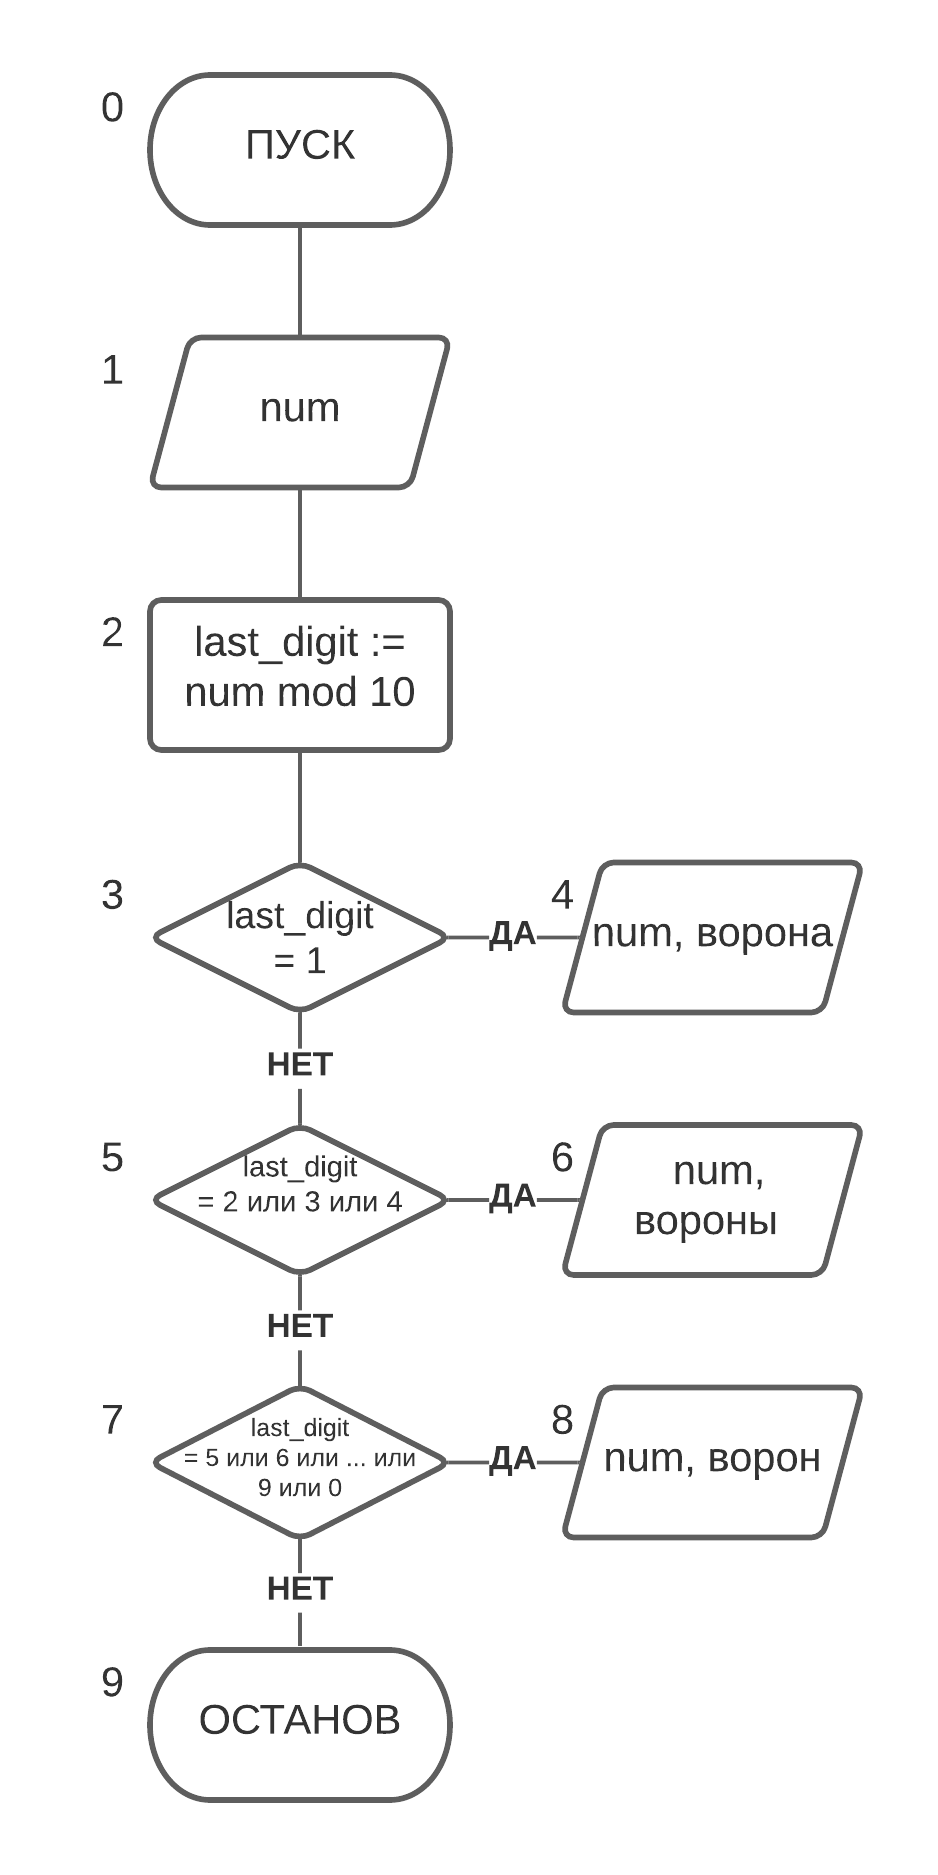 0
ПУСК
1
num
2
last_digit :=
num mod 10
3
last_digit
= 1
ДА
4
num, ворона
НЕТ
5
last_digit
= 2 или 3 или 4
ДА
6
num,
вороны
НЕТ
7
last_digit
= 5 или 6 или ... или
9 или 0
ДА
8
num, ворон
НЕТ
9
ОСТАНОВ